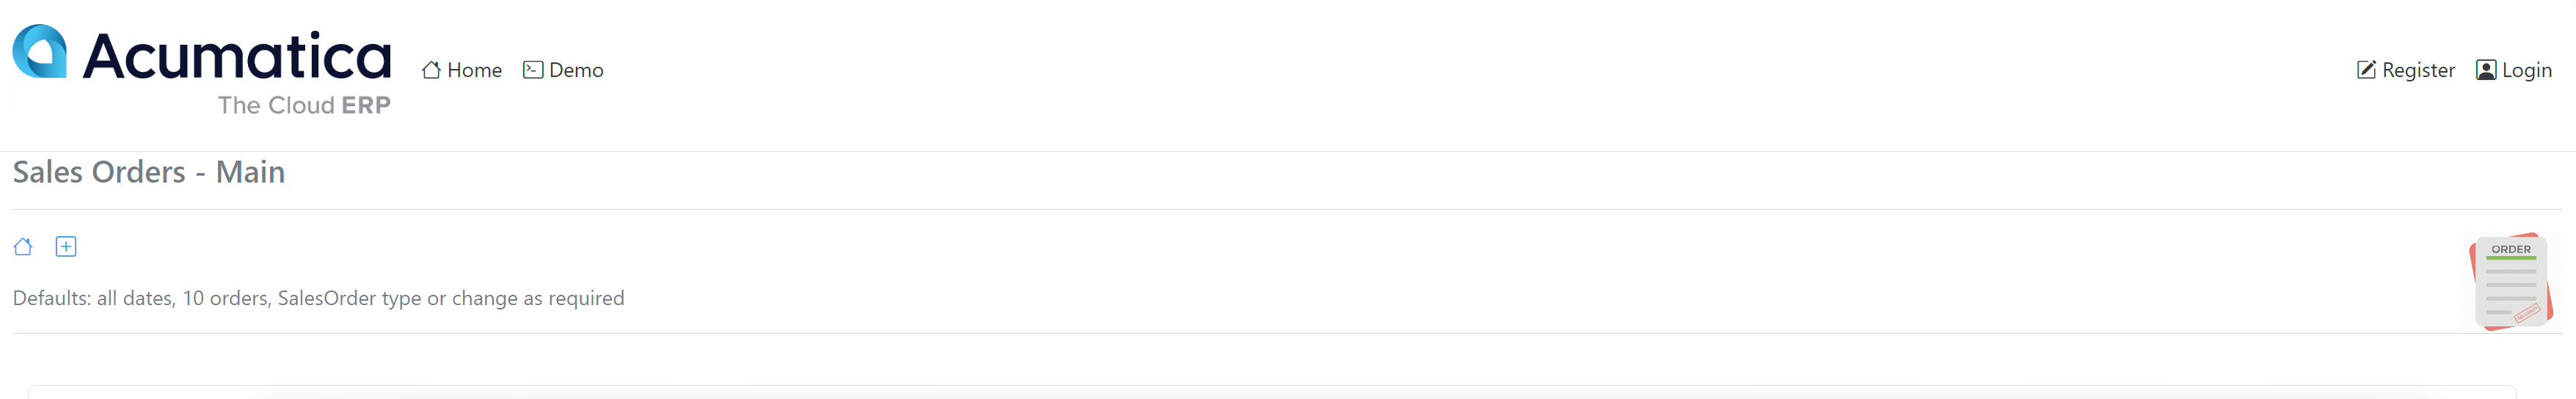 Acumatica
The Cloud ERP
Home
Demo
Register
Login
Sales Orders - Main
ORDER
Defaults: all dates, 10 orders, SalesOrder type or change as required